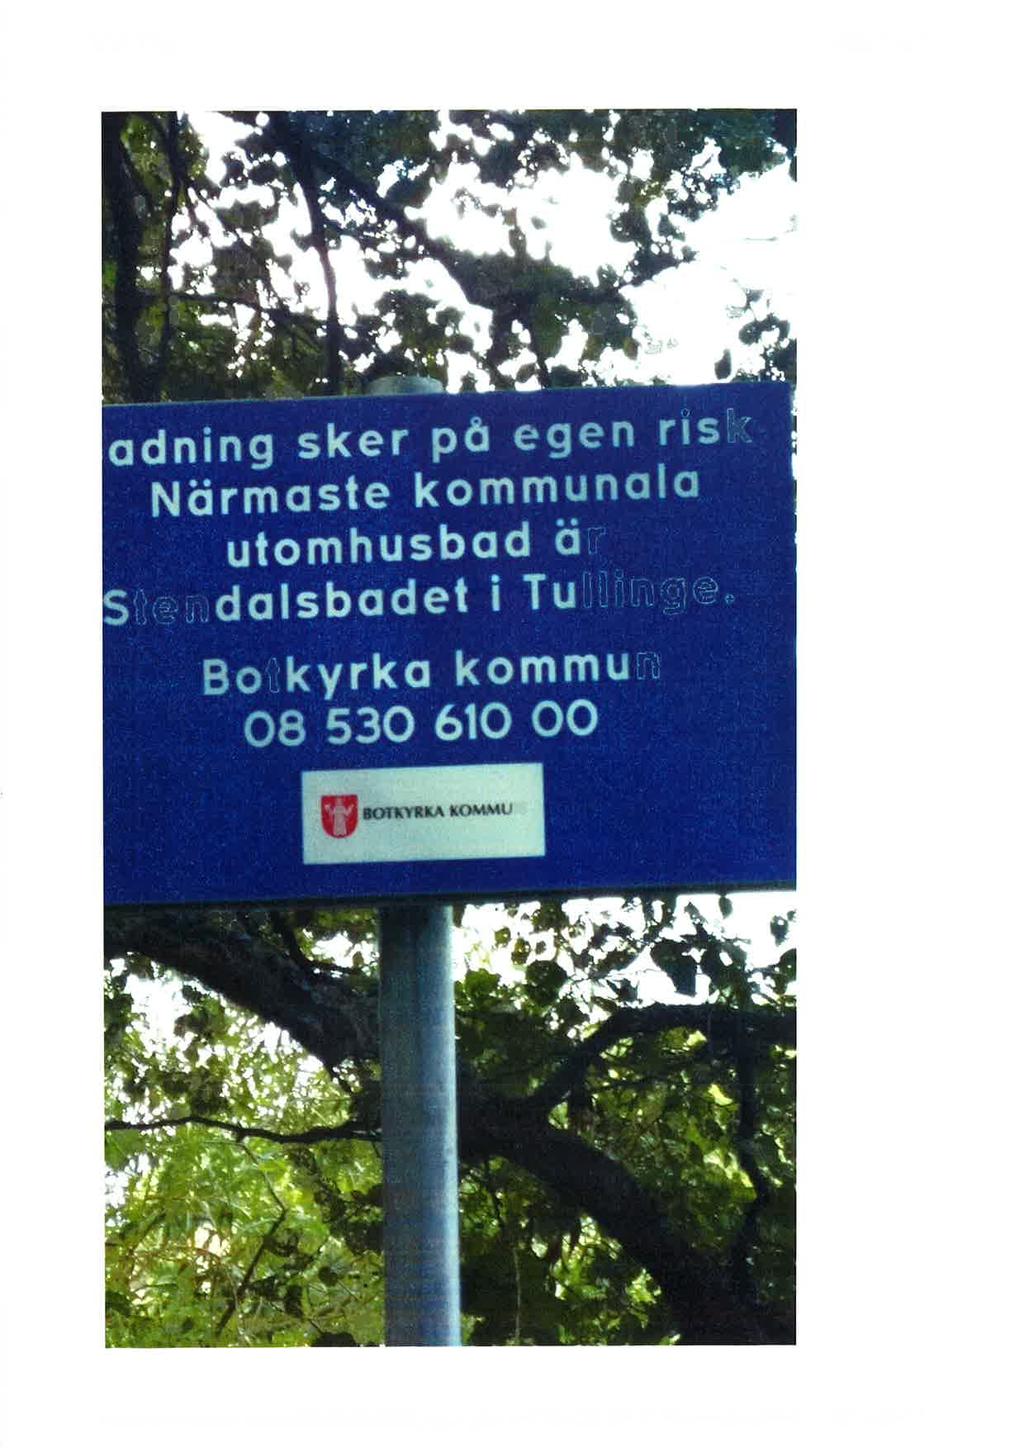 adning sker på egen risk
Närmaste kommunala
utomhusbad är
Stendalsbadet i Tullinge.
Botkyrka kommun
08 530 610 00
BOTKYRKA KOMMU